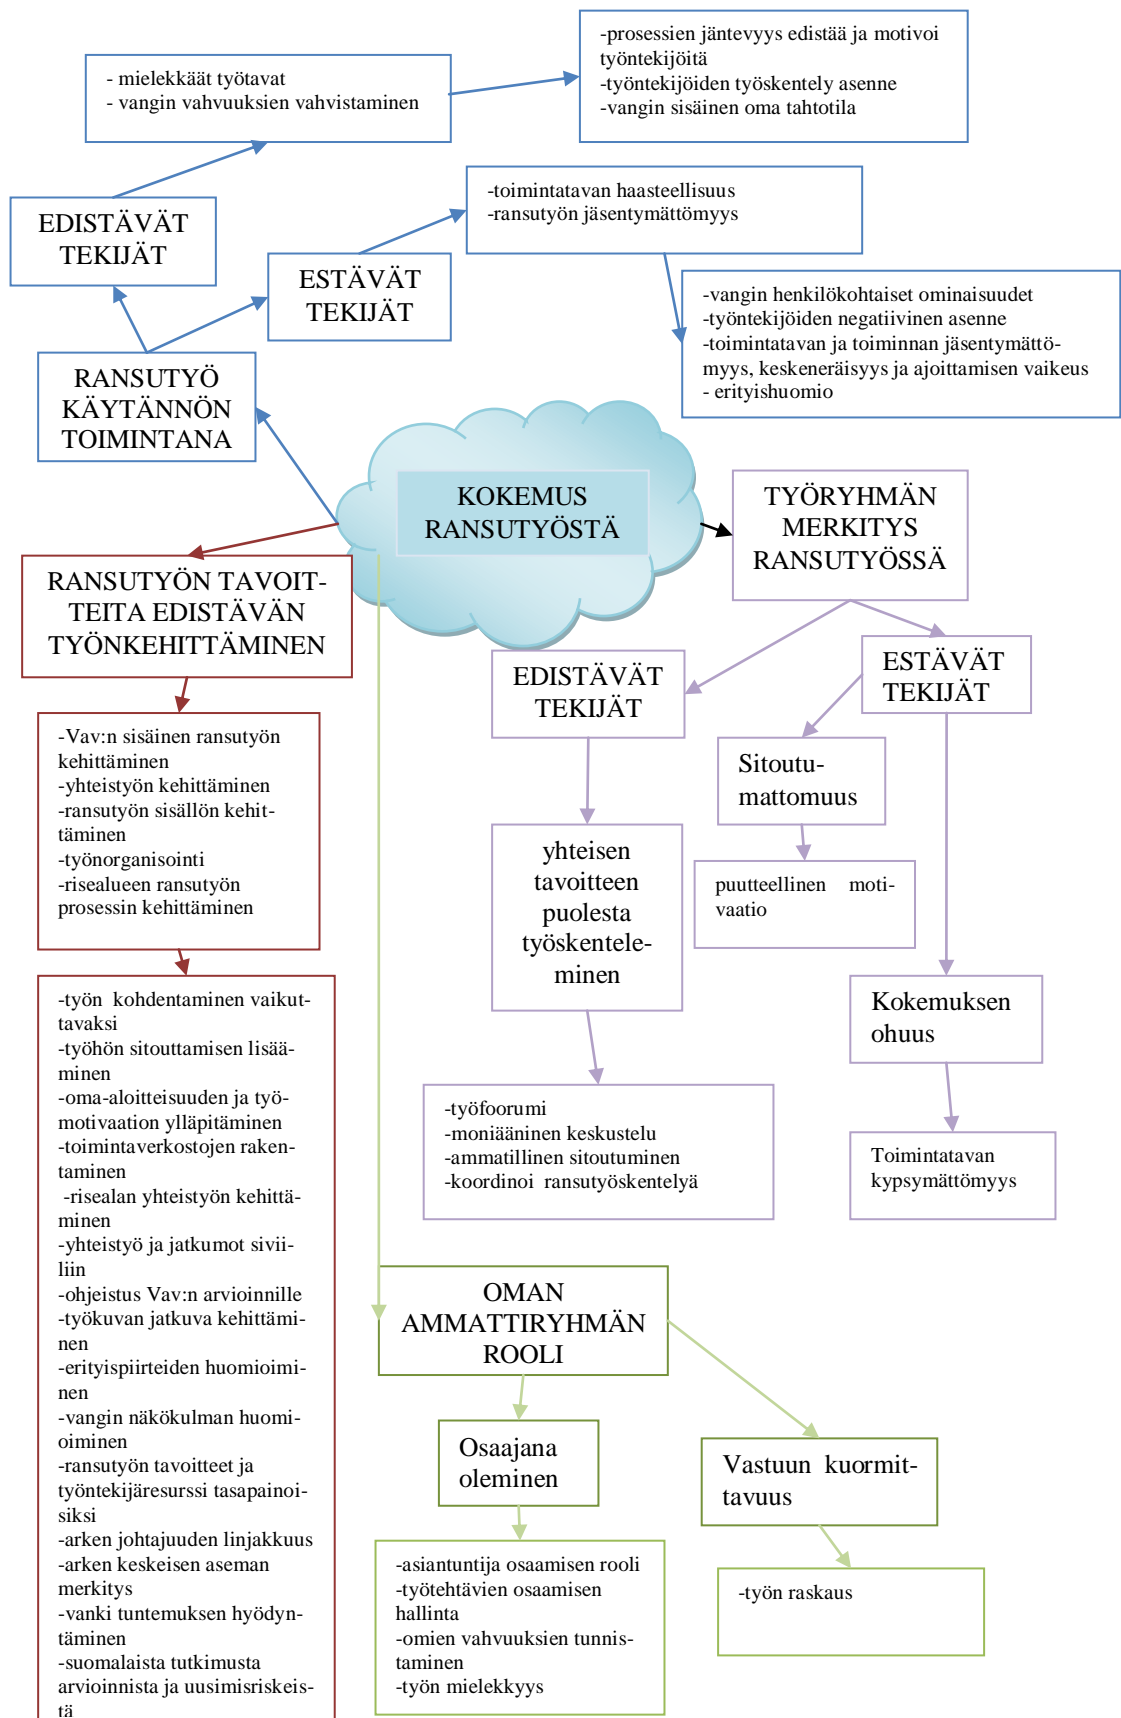 -prosessien jäntevyys edistää ja motivoi
työntekijöitä
-työntekijöiden työskentely asenne
-vangin sisäinen oma tahtotila
- mielekkäät työtavat
- vangin vahvuuksien vahvistaminen
-toimintatavan haasteellisuus
-ransutyön jäsentymättömyys
EDISTÄVÄT
TEKIJÄT
ESTÄVÄT
TEKIJÄT
-vangin henkilökohtaiset ominaisuudet
-työntekijöiden negatiivinen asenne
-toimintatavan ja toiminnan jäsentymättö-
myys, keskeneräisyys ja ajoittamisen vaikeus
- erityishuomio
RANSUTYÖ
KÄYTÄNNÖN
TOIMINTANA
KOKEMUS
RANSUTYÖSTÄ
TYÖRYHMÄN
MERKITYS
RANSUTYÖSSÄ
RANSUTYÖN TAVOIT-
TEITA EDISTÄVÄN
TYÖNKEHITTÄMINEN
EDISTÄVÄT
TEKIJÄT
ESTÄVÄT
TEKIJÄT
-Vav:n sisäinen ransutyön
kehittäminen
-yhteistyön kehittäminen
-ransutyön sisällön kehit-
täminen
-työnorganisointi
-risealueen ransutyön
prosessin kehittäminen
Sitoutu-
mattomuus
yhteisen
tavoitteen
puolesta
työskentele-
minen
puutteellinen moti-
vaatio
Kokemuksen
ohuus
-työn kohdentaminen vaikut-
tavaksi
-työhön sitouttamisen lisää-
minen
-oma-aloitteisuuden ja työ-
motivaation ylläpitäminen
-toimintaverkostojen raken-
taminen
-risealan yhteistyön kehittä-
minen
-yhteistyö ja jatkumot sivii-
liin
-ohjeistus Vav:n arvioinnille
-työkuvan jatkuva kehittämi-
nen
-erityispiirteiden huomioimi-
nen
-vangin näkökulman huomi-
oiminen
-ransutyön tavoitteet ja
työntekijäresurssi tasapainoi-
siksi
-arken johtajuuden linjakkuus
-arken keskeisen aseman
merkitys
-vanki tuntemuksen hyödyn-
täminen
-suomalaista tutkimusta
arvioinnista ja uusimisriskeis-
tä
-työfoorumi
-moniääninen keskustelu
-ammatillinen sitoutuminen
-koordinoi ransutyöskentelyä
Toimintatavan
kypsymättömyys
OMAN
AMMATTIRYHMÄN
ROOLI
Osaajana
oleminen
Vastuun kuormit-
tavuus
-asiantuntija osaamisen rooli
-työtehtävien osaamisen
hallinta
-omien vahvuuksien tunnis-
taminen
-työn mielekkyys
-työn raskaus